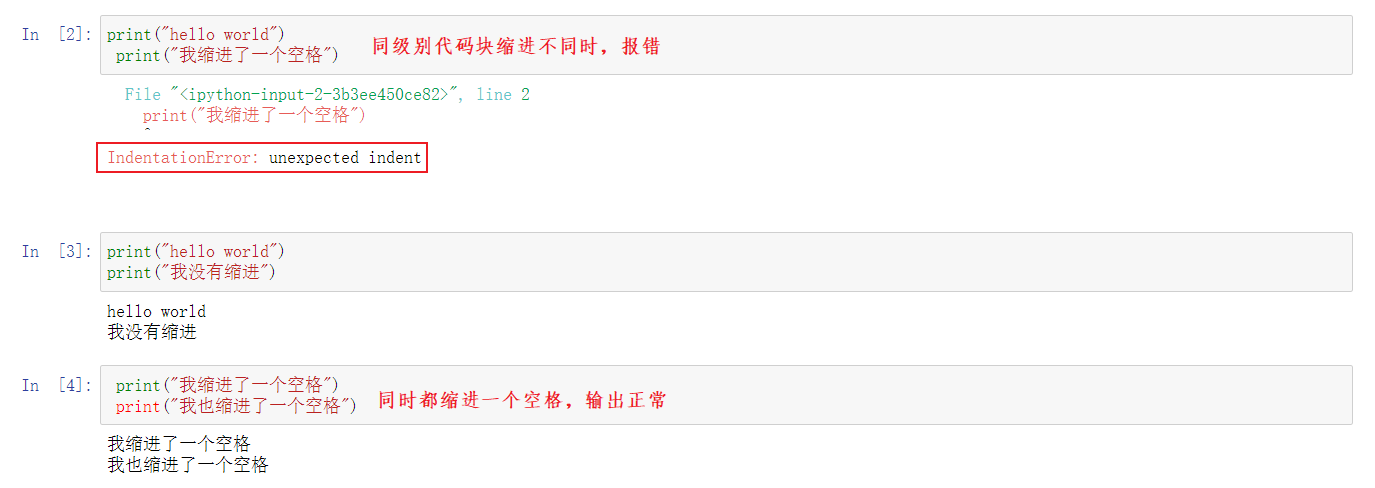 In [2]: print("hello world")
print("我缩进了一个空格") 同级别代码块缩进不同时，报错
File "<ipython-input-2-3b3ee450ce82>", line 2
print("我缩进了一个空格")
^
IndentationError: unexpected indent
In [3]: print("hello world")
print("我没有缩进")
hello world
我没有缩进
In [4]: print("我缩进了一个空格")
print("我也缩进了一个空格") 同时都缩进一个空格，输出正常
我缩进了一个空格
我也缩进了一个空格